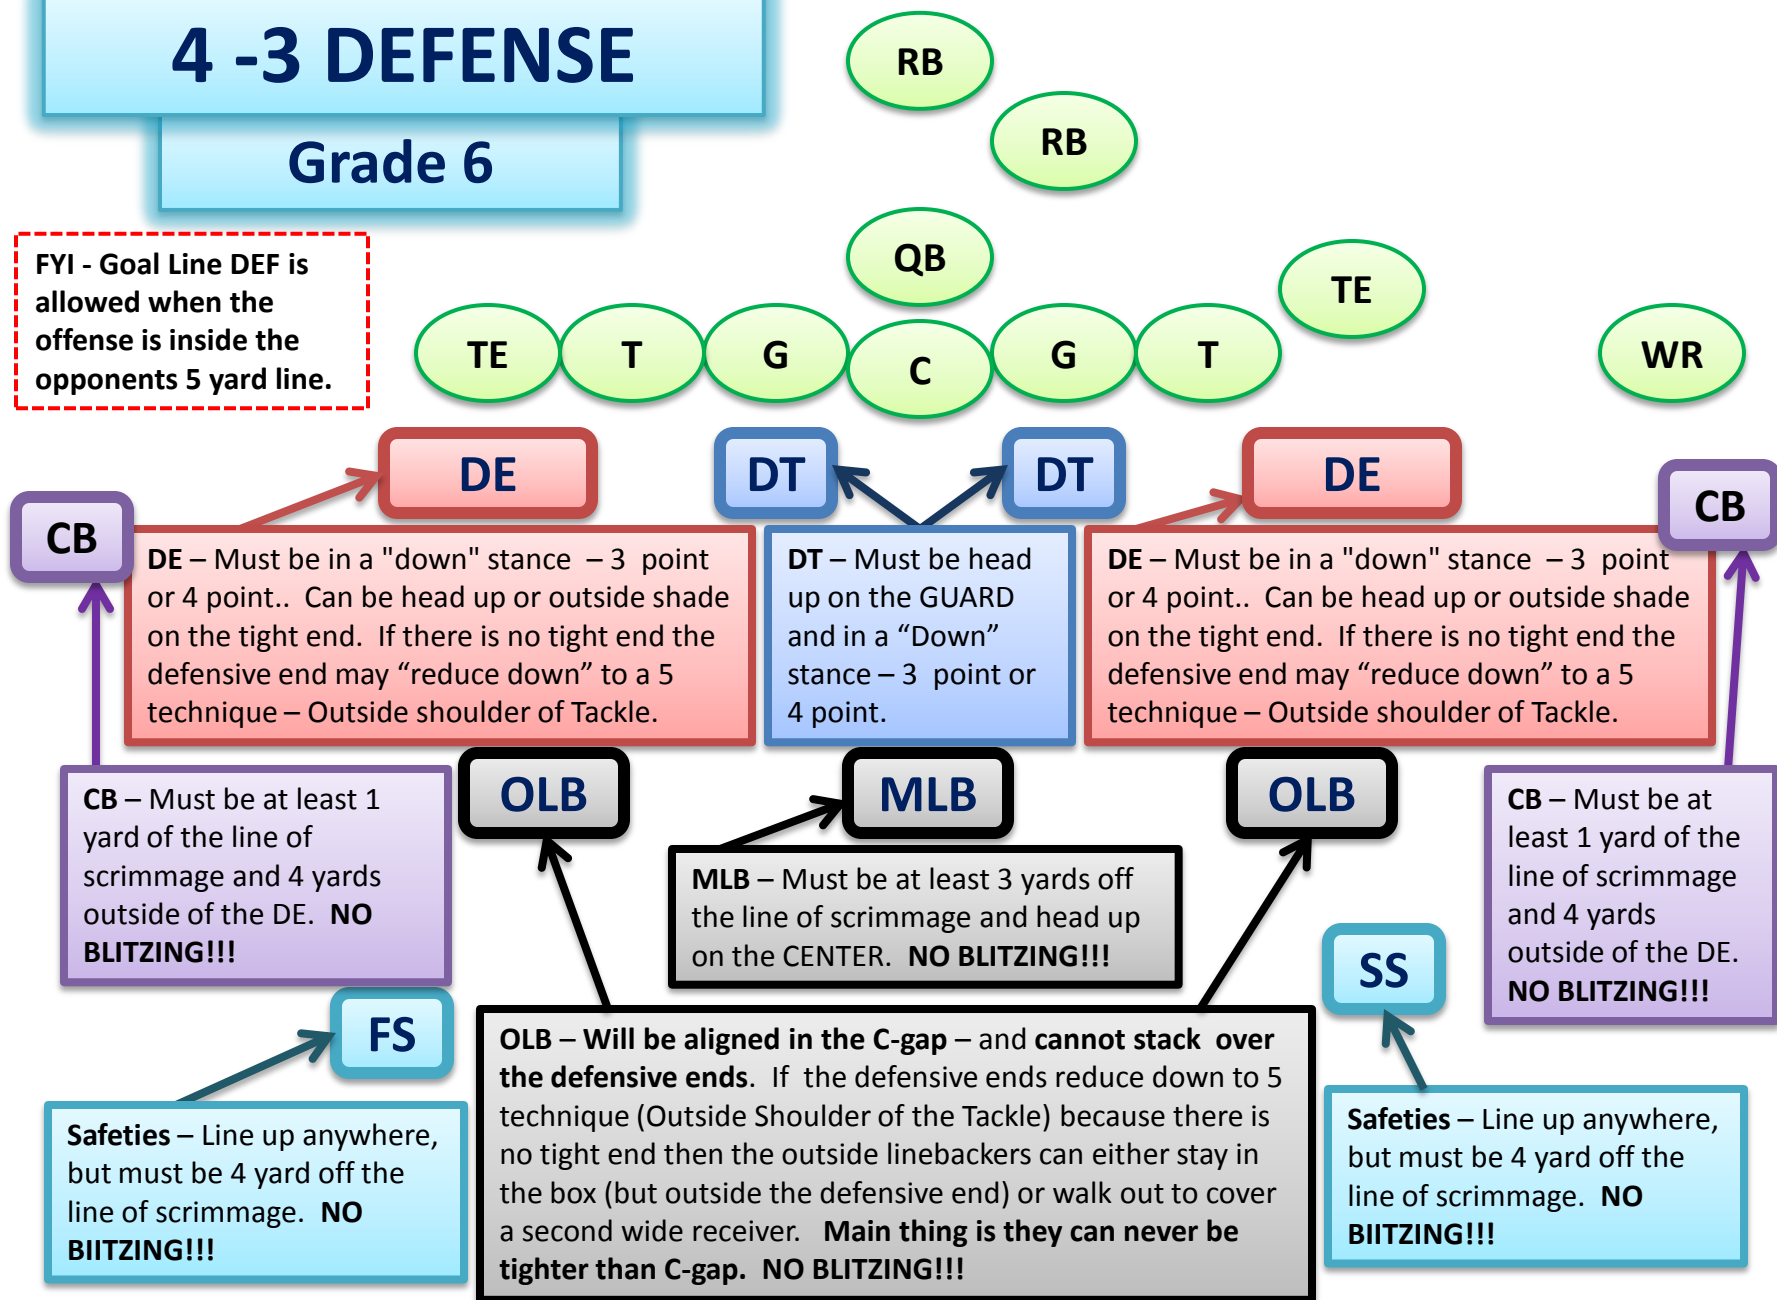 4 -3 DEFENSE
Grade 6
FYI - Goal Line DEF is
allowed when the
offense is inside the
opponents 5 yard line.
RB
RB
QB
TE
TE
T
G
C
G
T
WR
DE
DT
DT
DE
CB
CB
DE – Must be in a "down" stance – 3 point
or 4 point.. Can be head up or outside shade
on the tight end. If there is no tight end the
defensive end may “reduce down” to a 5
technique – Outside shoulder of Tackle.
DT – Must be head
up on the GUARD
and in a “Down”
stance – 3 point or
4 point.
DE – Must be in a "down" stance – 3 point
or 4 point.. Can be head up or outside shade
on the tight end. If there is no tight end the
defensive end may “reduce down” to a 5
technique – Outside shoulder of Tackle.
OLB
MLB
OLB
CB – Must be at least 1
yard of the line of
scrimmage and 4 yards
outside of the DE. NO
BLITZING!!!
MLB – Must be at least 3 yards off
the line of scrimmage and head up
on the CENTER. NO BLITZING!!!
CB – Must be at
least 1 yard of the
line of scrimmage
and 4 yards
outside of the DE.
NO BLITZING!!!
FS
SS
OLB – Will be aligned in the C-gap – and cannot stack over
the defensive ends. If the defensive ends reduce down to 5
technique (Outside Shoulder of the Tackle) because there is
no tight end then the outside linebackers can either stay in
the box (but outside the defensive end) or walk out to cover
a second wide receiver. Main thing is they can never be
tighter than C-gap. NO BLITZING!!!
Safeties – Line up anywhere,
but must be 4 yard off the
line of scrimmage. NO
BIITZING!!!
Safeties – Line up anywhere,
but must be 4 yard off the
line of scrimmage. NO
BIITZING!!!